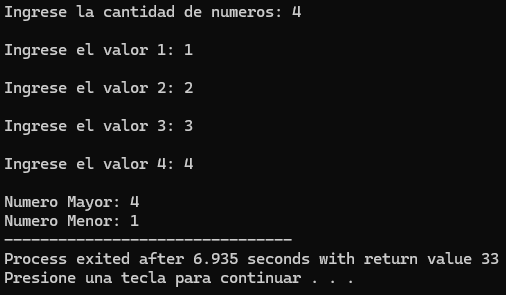 Ingrese la cantidad de numeros: 4
Ingrese el valor 1: 1
Ingrese el valor 2: 2
Ingrese el valor 3: 3
Ingrese el valor 4: 4
Numero Mayor: 4
Numero Menor: 1
--------------------------------
Process exited after 6.935 seconds with return value 33
Presione una tecla para continuar . . .